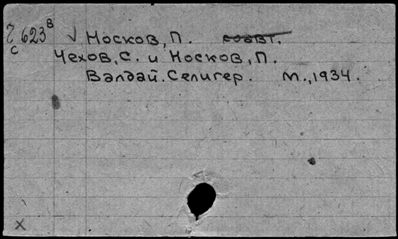 623 в √ Носков, П. соавт.
С
Чехов, С. и Носков, П.
Валдай. Селигер. М., 1934.
х